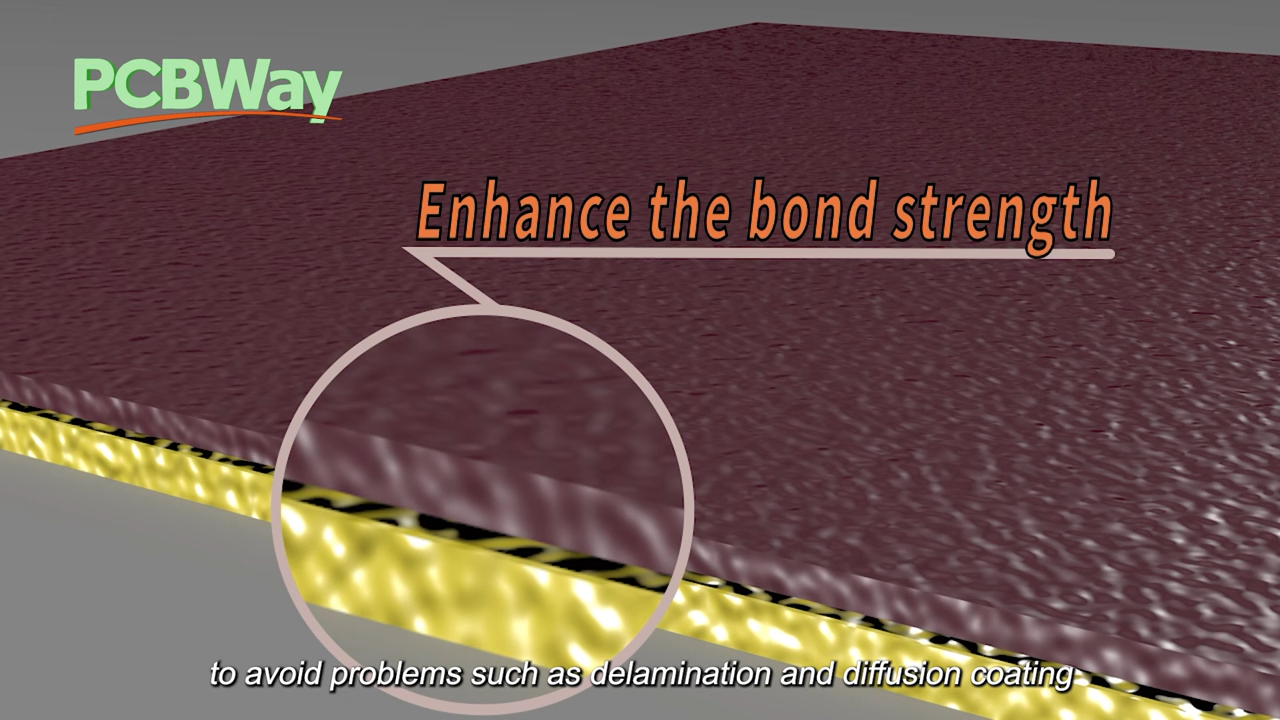 PCBWay
Enhance the bond strength
to avoid problems such as delamination and diffusion coating